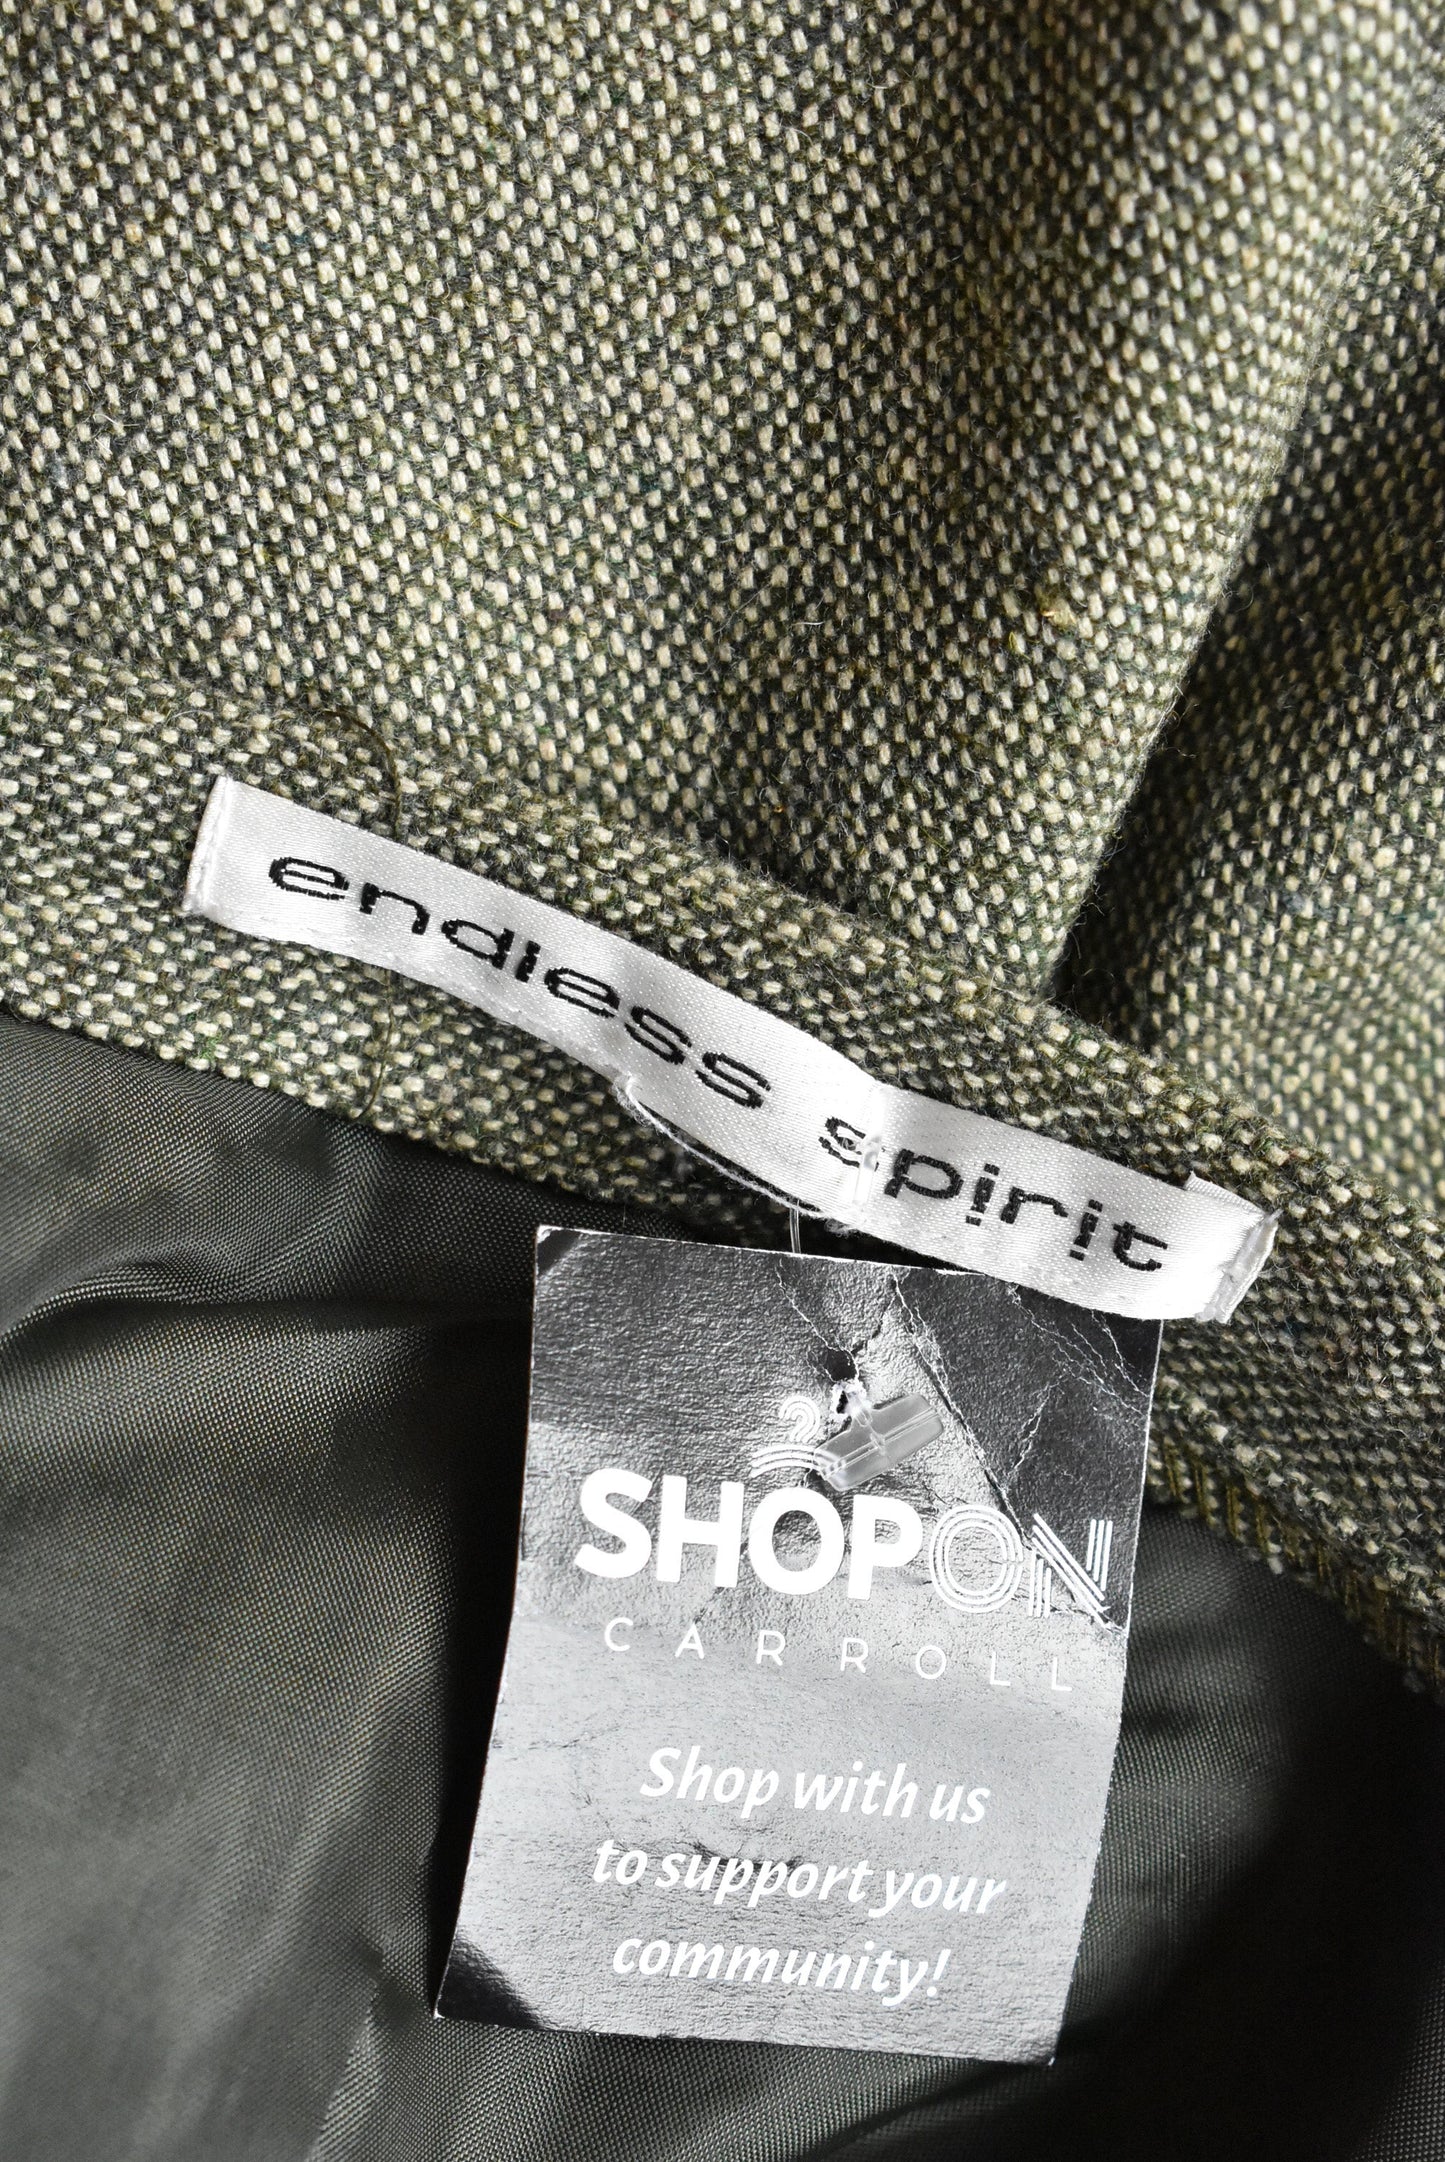 endless spirit
SHOPON
CARROLL
Shop with us
to support your
community!